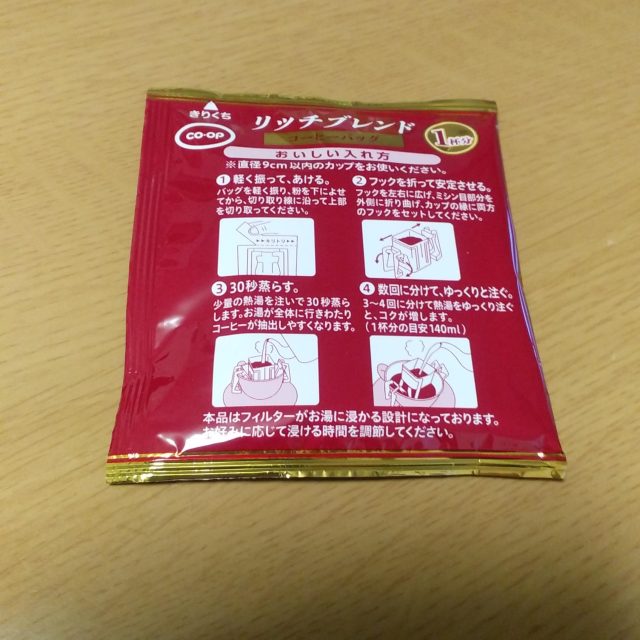 きりくち
CO・OP
リッチブレンド
コーヒーバッグ
1杯分
おいしい入れ方
※直径9cm以内のカップをお使いください。
1 軽く振って、あける。
バッグを軽く振り、粉を下によせ
てから、切り取り線に沿って上部
を切り取ってください。
キリトリ
2 フックを折って安定させる。
フックを左右に広げ、ミシン目部分を
外側に折り曲げ、カップの縁に両方
のフックをセットしてください。
3 30秒蒸らす。
少量の熱湯を注いで30秒蒸ら
します。お湯が全体に行きわたり
コーヒーが抽出しやすくなります。
4 数回に分けて、ゆっくりと注ぐ。
3〜4回に分けて熱湯をゆっくり注ぐ
と、コクが増します。
(1杯分の目安140ml)
本品はフィルターがお湯に浸かる設計になっております。
お好みに応じて浸ける時間を調節してください。